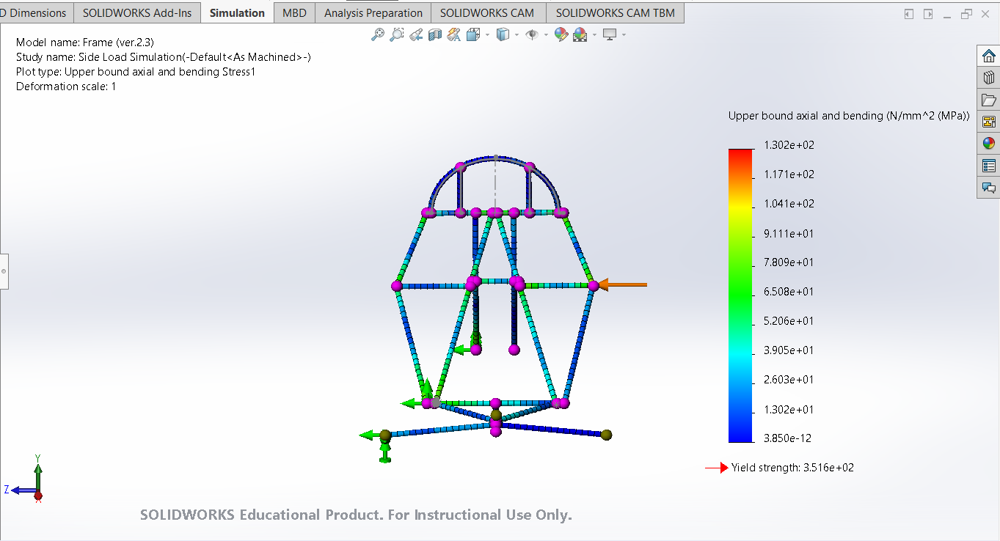 D Dimensions SOLIDWORKS Add-Ins Simulation MBD Analysis Preparation SOLIDWORKS CAM SOLIDWORKS CAM TBM
Model name: Frame (ver.2.3)
Study name: Side Load Simulation(-Default<As Machined>-)
Plot type: Upper bound axial and bending Stress1
Deformation scale: 1
Upper bound axial and bending (N/mm^2 (MPa))
1.302e+02
1.171e+02
1.041e+02
9.111e+01
7.809e+01
6.508e+01
5.206e+01
3.905e+01
2.603e+01
1.302e+01
3.850e-12
Yield strength: 3.516e+02
Y
Z
X
SOLIDWORKS Educational Product. For Instructional Use Only.